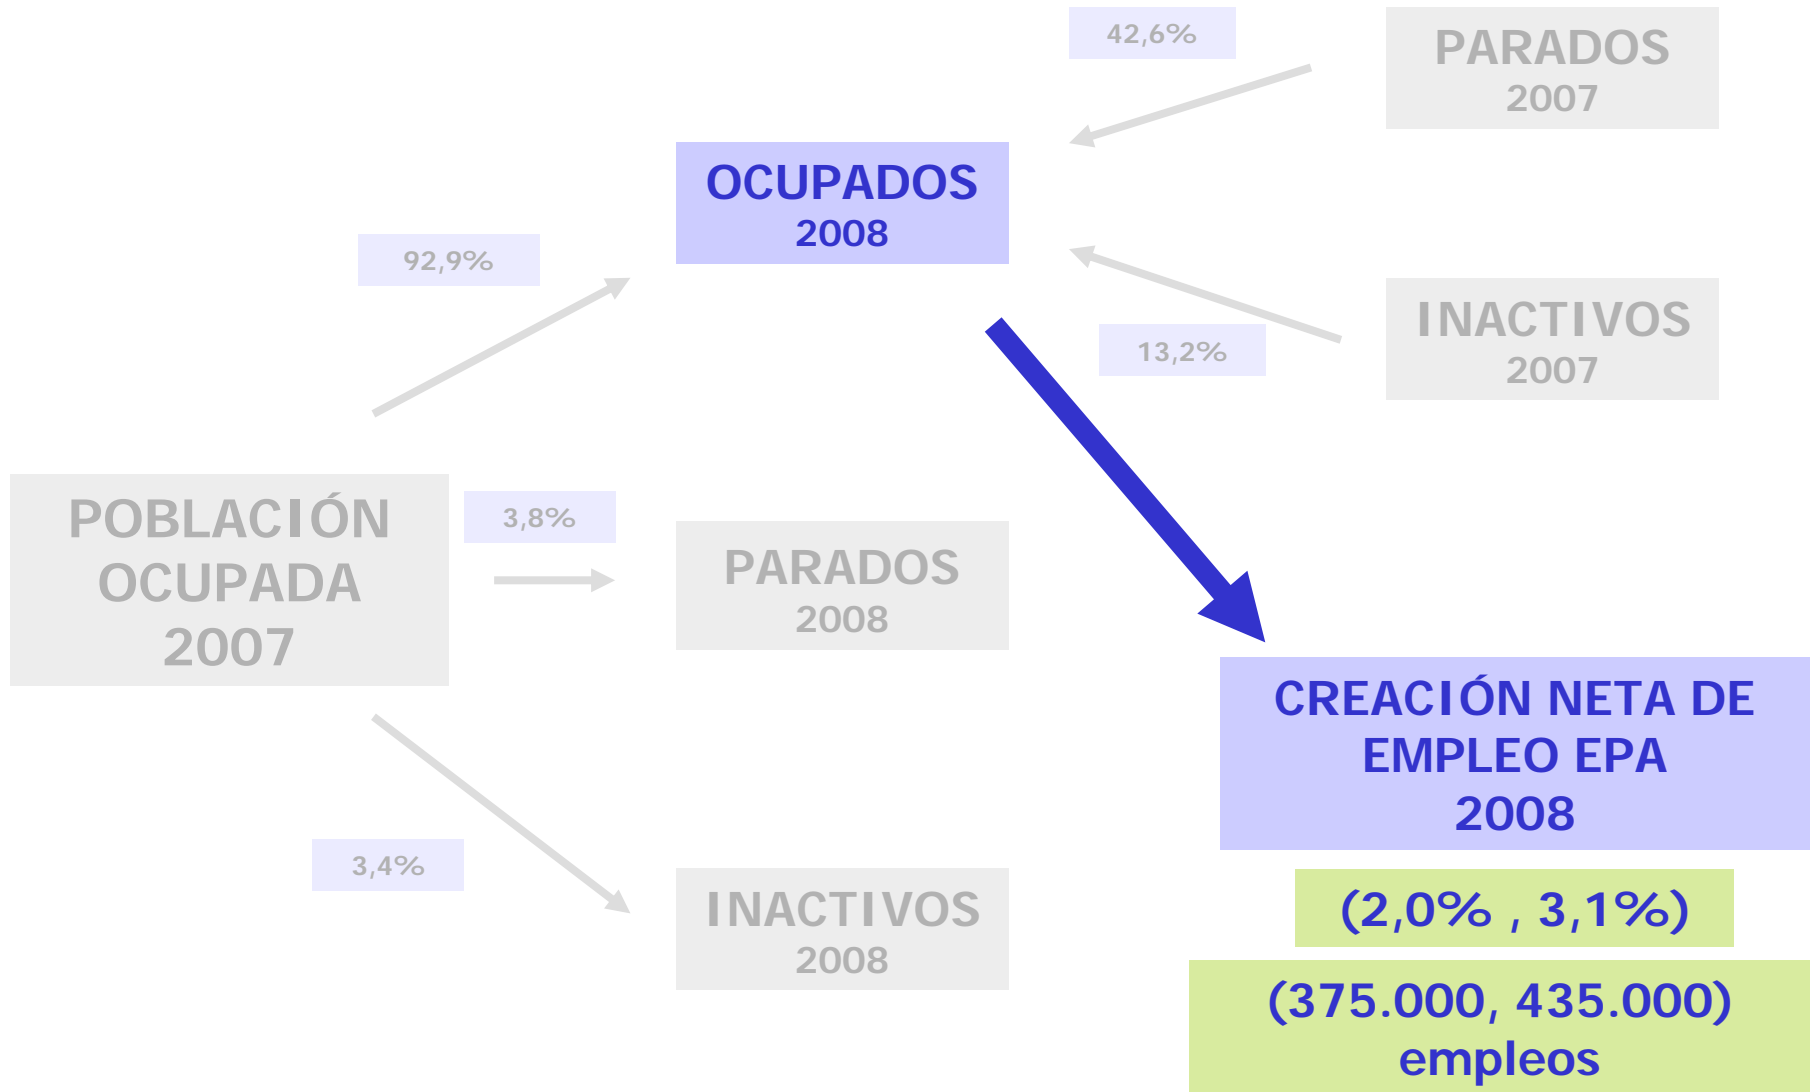 42,6%
PARADOS
2007
OCUPADOS
2008
92,9%
INACTIVOS
2007
13,2%
POBLACIÓN
OCUPADA
2007
3,8%
PARADOS
2008
CREACIÓN NETA DE
EMPLEO EPA
2008
3,4%
INACTIVOS
2008
(2,0% , 3,1%)
(375.000, 435.000)
empleos